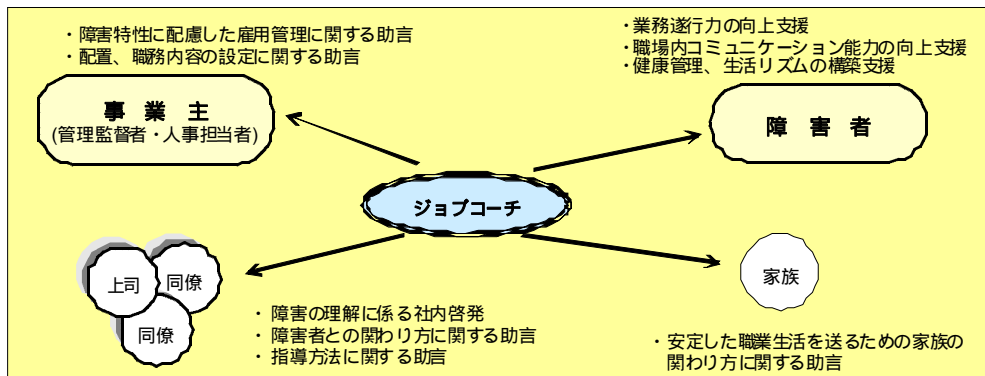 ・障害特性に配慮した雇用管理に関する助言
・配置、職務内容の設定に関する助言
事 業 主
(管理監督者・人事担当者)
・業務遂行力の向上支援
・職場内コミュニケーション能力の向上支援
・健康管理、生活リズムの構築支援
障 害 者
ジョブコーチ
上司
同僚
同僚
・ 障害の理解に係る社内啓発
・ 障害者との関わり方に関する助言
・ 指導方法に関する助言
家族
・ 安定した職業生活を送るための家族の
関わり方に関する助言